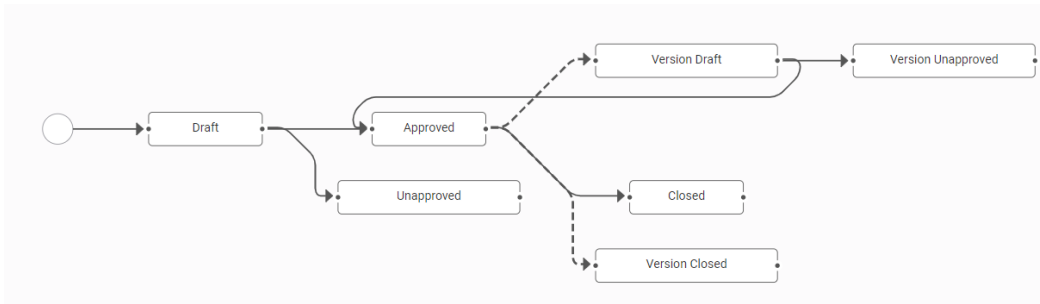 Version Draft
Version Unapproved
Draft
Approved
Unapproved
Closed
Version Closed